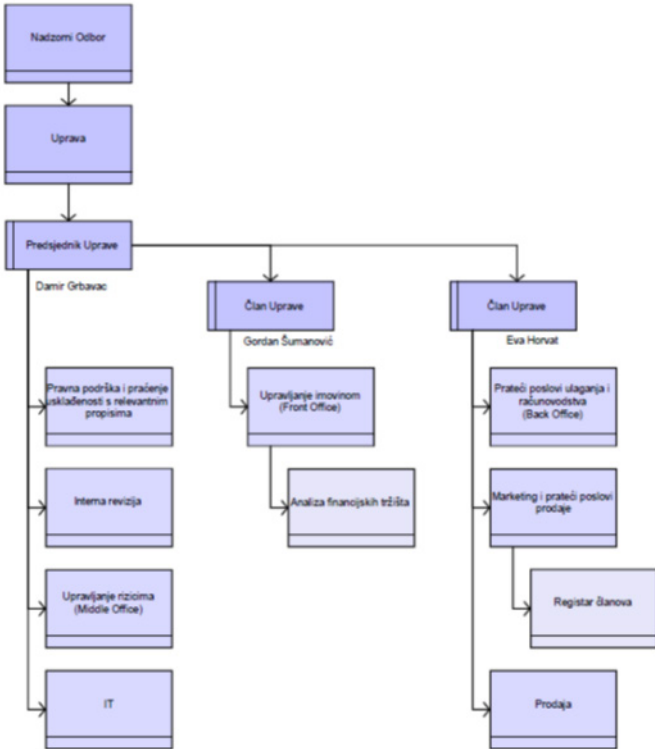 Nadzorni Odbor
Uprava
Predsjednik Uprave
Damir Grbavac
Član Uprave
Gordan Šumanović
Član Uprave
Eva Horvat
Pravna podrška i praćenje
usklađenosti s relevantnim
propisima
Interna revizija
Upravljanje rizicima
(Middle Office)
IT
Upravljanje imovinom
(Front Office)
Analiza financijskih tržišta
Prateći poslovi ulaganja i
računovodstva
(Back Office)
Marketing i prateći poslovi
prodaje
Registar članova
Prodaja